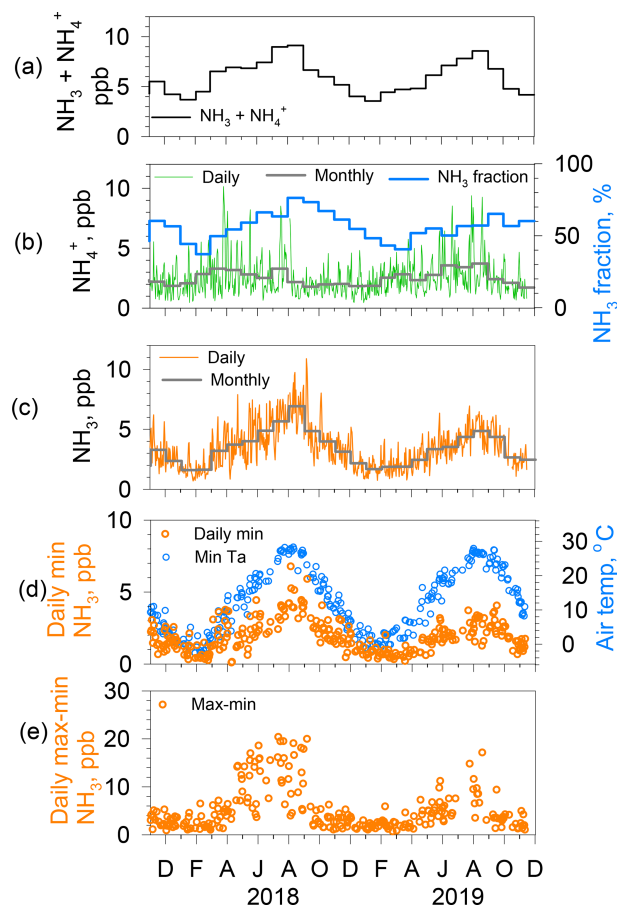 (a)
NH₃ + NH₄⁺
ppb
10
5
0
NH₃ + NH₄⁺
(b)
NH₄⁺, ppb
10
5
0
Daily
Monthly
NH₃ fraction
100
50
0
NH₃ fraction, %
(c)
NH₃, ppb
10
5
0
Daily
Monthly
(d)
Daily min
NH₃, ppb
10
5
0
Daily min
Min Ta
30
20
10
0
Air temp, °C
(e)
Daily max-min
NH₃, ppb
30
20
10
0
Max-min
D F A J A O D F A J A O D
2018 2019